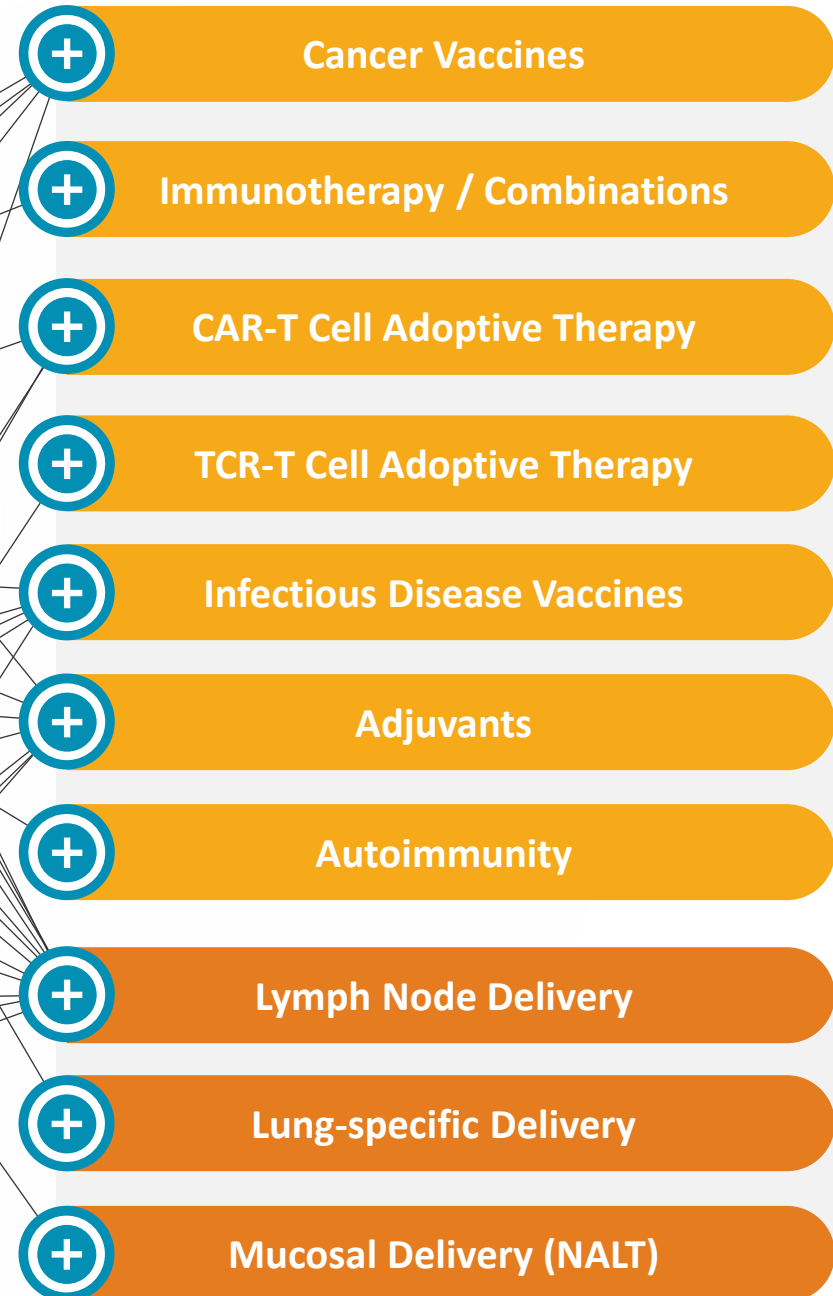 Cancer Vaccines
Immunotherapy / Combinations
CAR-T Cell Adoptive Therapy
TCR-T Cell Adoptive Therapy
Infectious Disease Vaccines
Adjuvants
Autoimmunity
Lymph Node Delivery
Lung-specific Delivery
Mucosal Delivery (NALT)